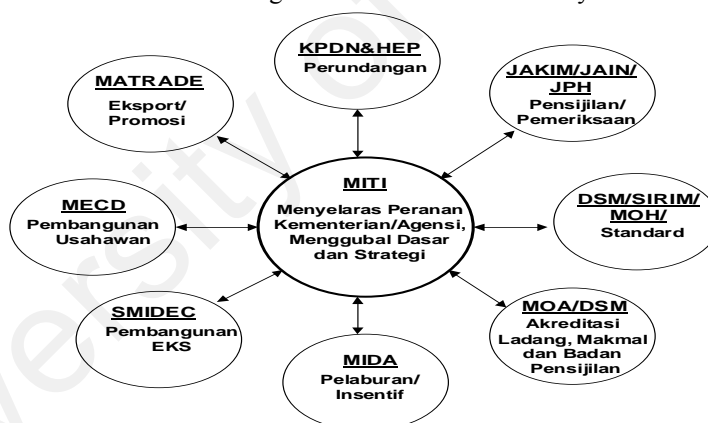 KPDN&HEP
Perundangan
MATRADE
Eksport/
Promosi
JAKIM/JAIN/
JPH
Pensijilan/
Pemeriksaan
MITI
Menyelaras Peranan
Kementerian/Agensi,
Menggubal Dasar
dan Strategi
MECD
Pembangunan
Usahawan
DSM/SIRIM/
MOH/
Standard
SMIDEC
Pembangunan
EKS
MIDA
Pelaburan/
Insentif
MOA/DSM
Akreditasi
Ladang, Makmal
dan Badan
Pensijilan